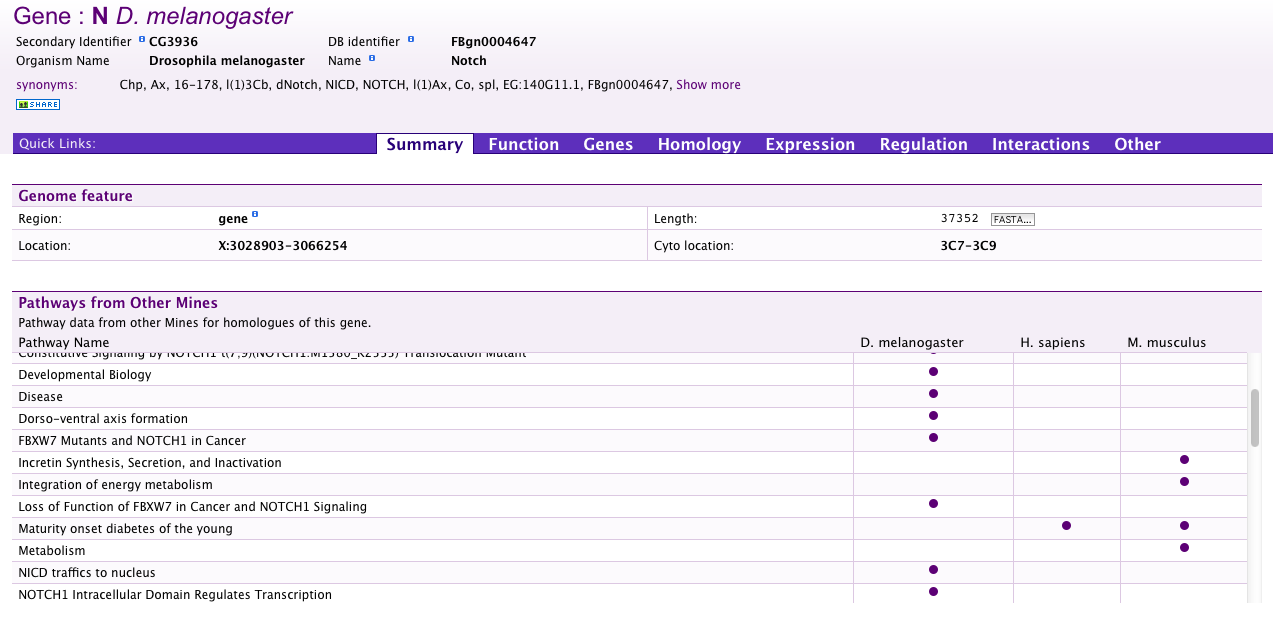 Gene : N D. melanogaster
Secondary Identifier CG3936 DB identifier FBgn0004647
Organism Name Drosophila melanogaster Name Notch
synonyms: Chp, Ax, 16-178, l(1)3Cb, dNotch, NICD, NOTCH, l(1)Ax, Co, spl, EG:140G11.1, FBgn0004647, Show more
SHARE
Quick Links: Summary Function Genes Homology Expression Regulation Interactions Other
Genome feature
Region: gene Length: 37352 FASTA...
Location: X:3028903-3066254 Cyto location: 3C7-3C9
Pathways from Other Mines
Pathway data from other Mines for homologues of this gene.
Pathway Name D. melanogaster H. sapiens M. musculus
Constitutive Signaling by NOTCH1 Translocation Mutant
Developmental Biology
Disease
Dorso-ventral axis formation
FBXW7 Mutants and NOTCH1 in Cancer
Incretin Synthesis, Secretion, and Inactivation
Integration of energy metabolism
Loss of Function of FBXW7 in Cancer and NOTCH1 Signaling
Maturity onset diabetes of the young
Metabolism
NICD traffics to nucleus
NOTCH1 Intracellular Domain Regulates Transcription